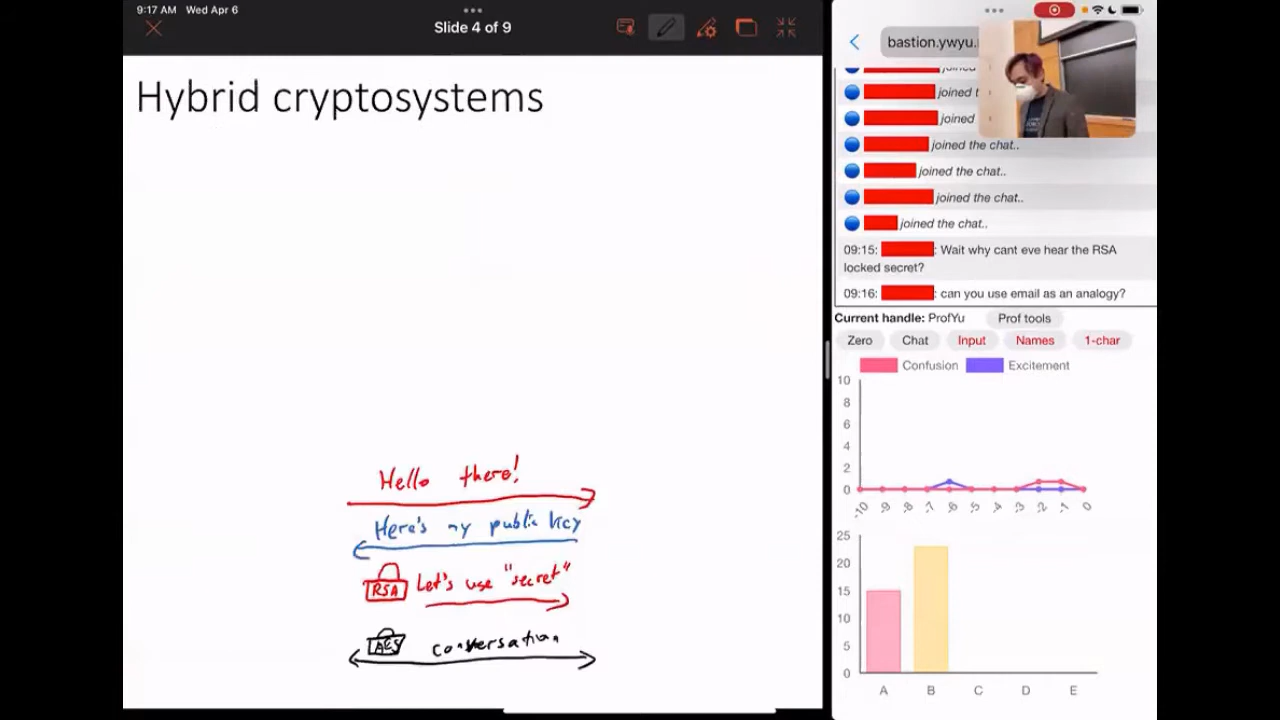 9:17 AM Wed Apr 6
Slide 4 of 9
Hybrid cryptosystems
Hello there!
Here's my public key
RSA Let's use "secret"
AES conversation
bastion.ywyu.
joined
joined t
joined
joined the chat..
joined the chat..
joined the chat..
joined the chat..
09:15: : Wait why cant eve hear the RSA
locked secret?
09:16: : can you use email as an analogy?
Current handle: ProfYu Prof tools
Zero Chat Input Names 1-char
Confusion Excitement
10
8
6
4
2
0
-10 -9 -8 -7 -6 -5 -4 -3 -2 -1 0
25
20
15
10
5
0
A B C D E